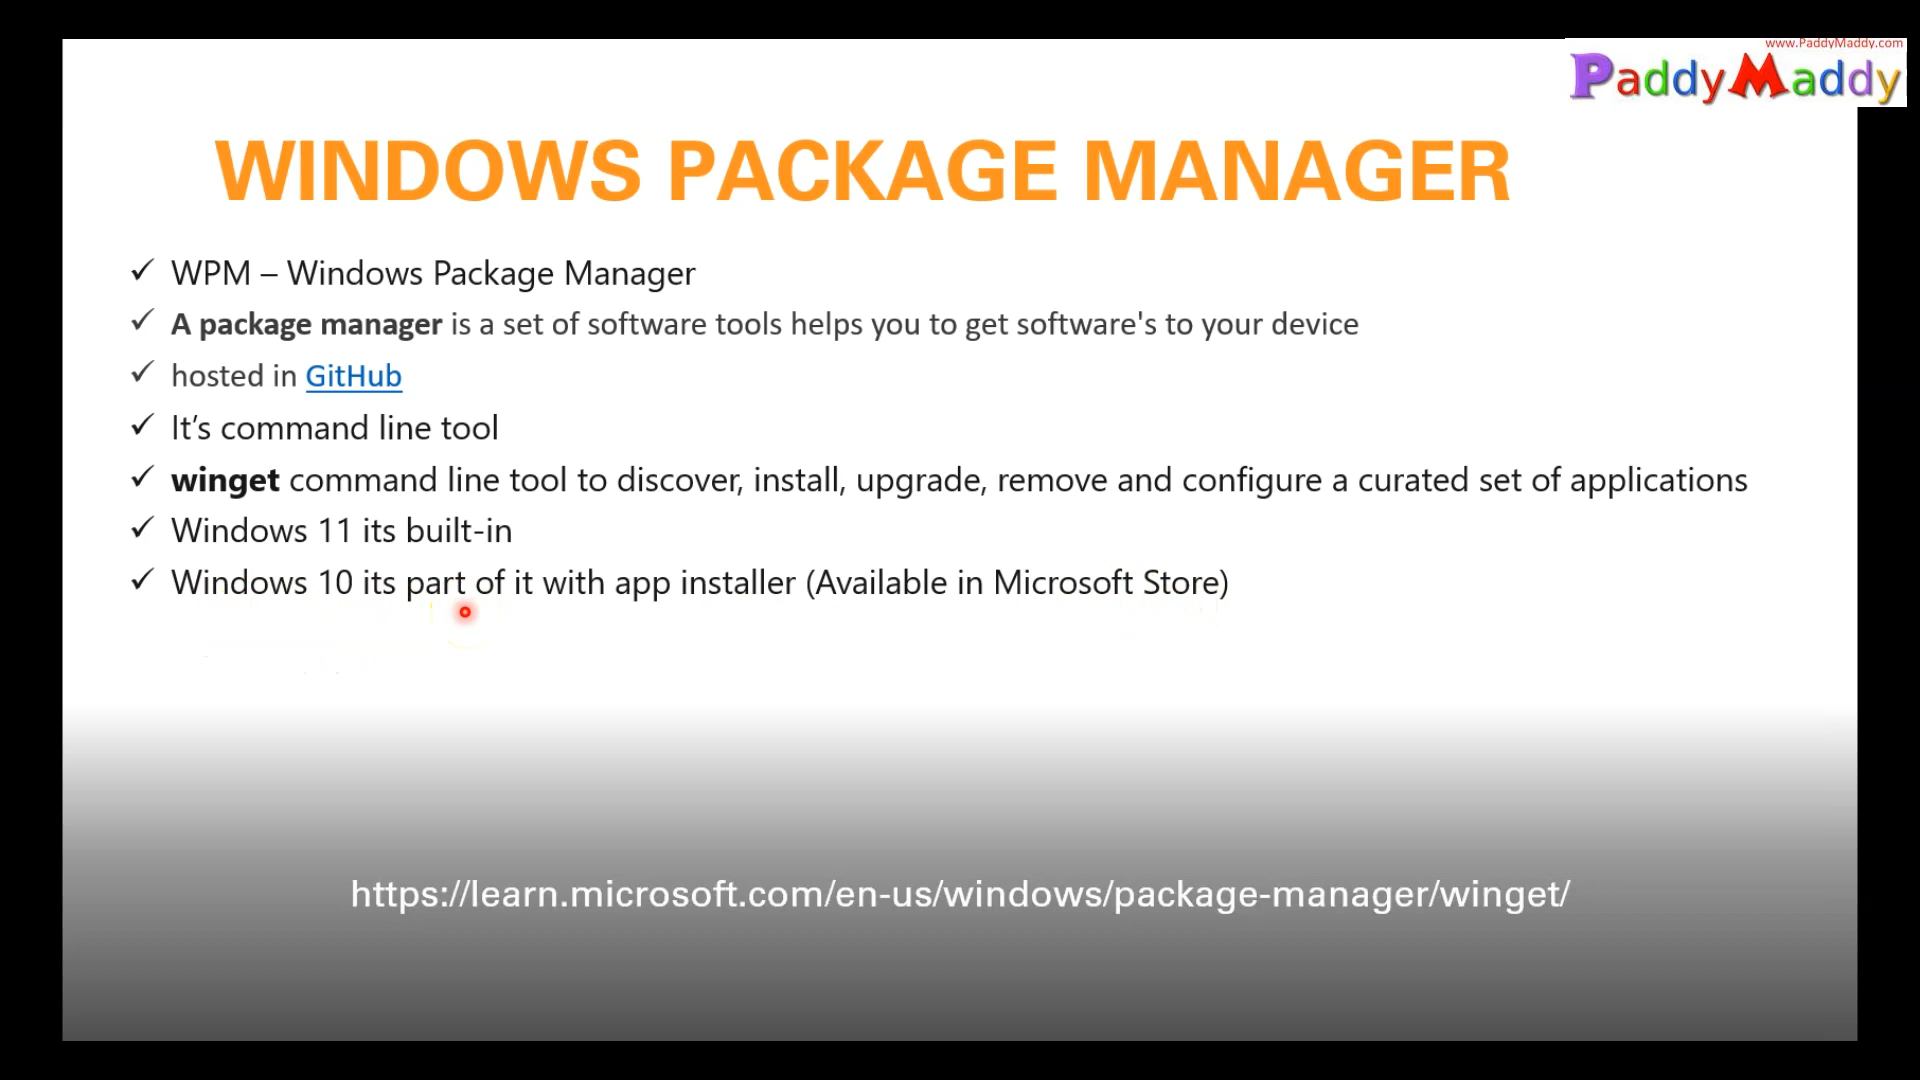 www.PaddyMaddy.com
PaddyMaddy
WINDOWS PACKAGE MANAGER
✓ WPM – Windows Package Manager
✓ A package manager is a set of software tools helps you to get software's to your device
✓ hosted in GitHub
✓ It’s command line tool
✓ winget command line tool to discover, install, upgrade, remove and configure a curated set of applications
✓ Windows 11 its built-in
✓ Windows 10 its part of it with app installer (Available in Microsoft Store)
https://learn.microsoft.com/en-us/windows/package-manager/winget/